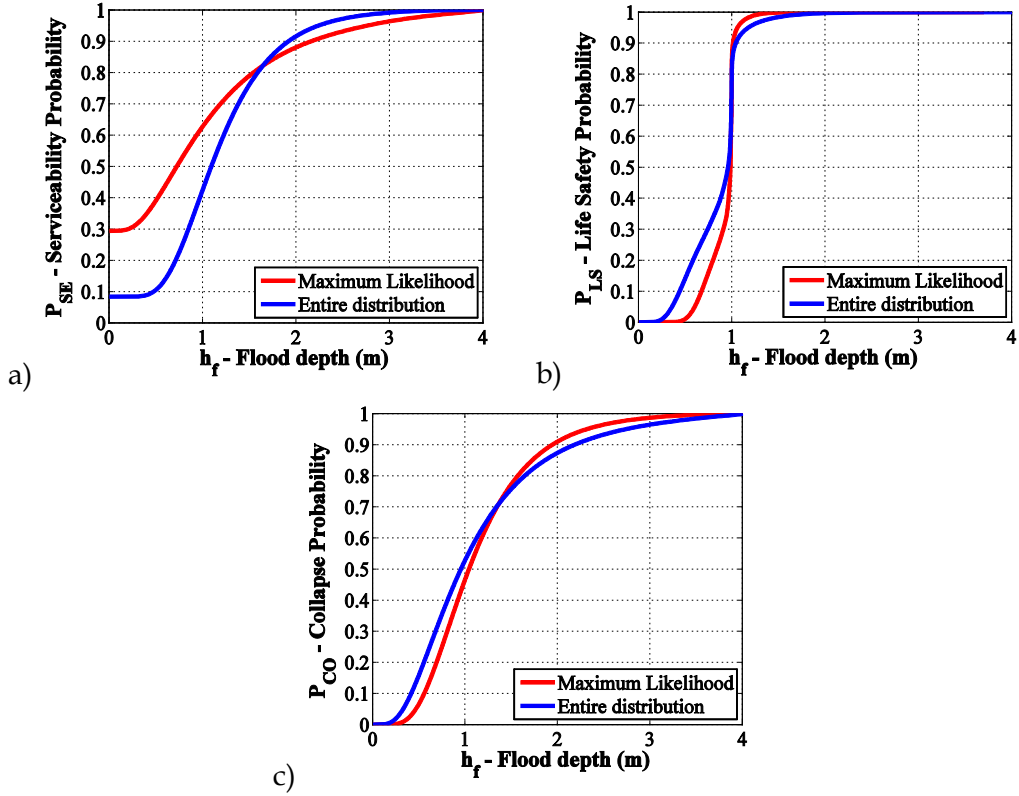 1
0.9
0.8
0.7
0.6
0.5
0.4
0.3
0.2
0.1
0
0 1 2 3 4
P_SE - Serviceability Probability
h_f - Flood depth (m)
Maximum Likelihood
Entire distribution
a)
1
0.9
0.8
0.7
0.6
0.5
0.4
0.3
0.2
0.1
0
0 1 2 3 4
P_LS - Life Safety Probability
h_f - Flood depth (m)
Maximum Likelihood
Entire distribution
b)
1
0.9
0.8
0.7
0.6
0.5
0.4
0.3
0.2
0.1
0
0 1 2 3 4
P_CO - Collapse Probability
h_f - Flood depth (m)
Maximum Likelihood
Entire distribution
c)